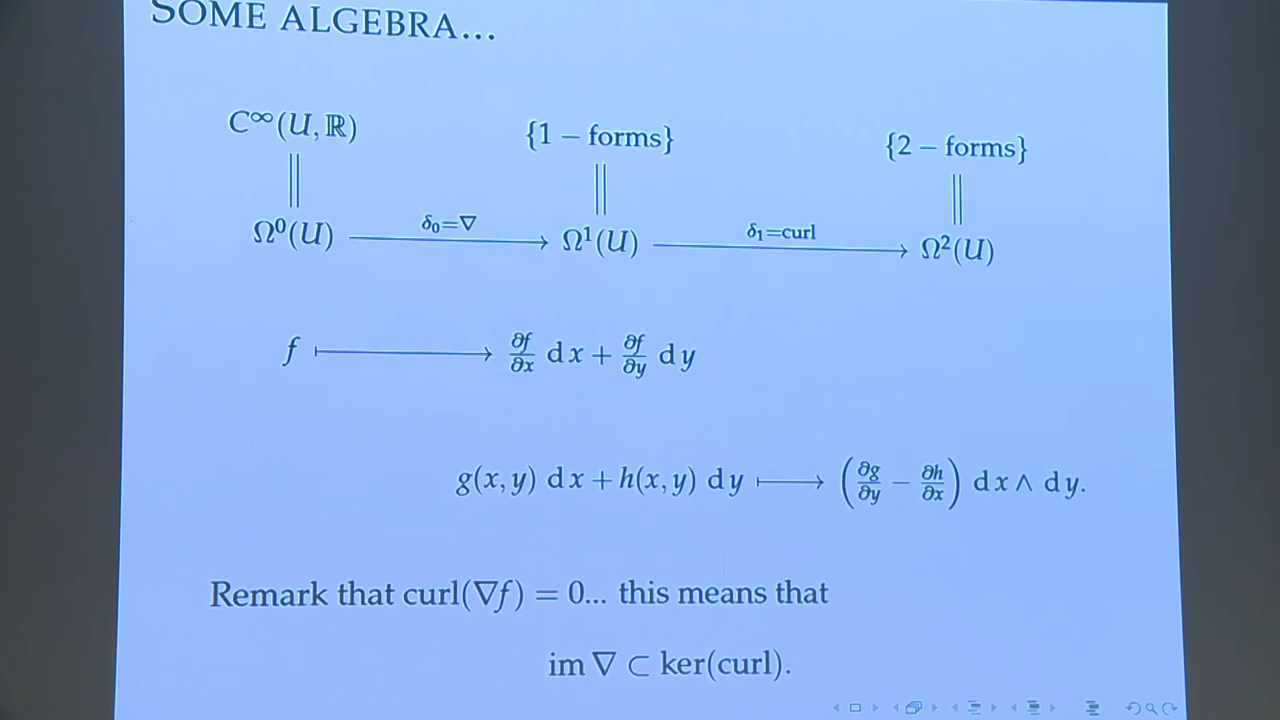 SOME ALGEBRA...
C∞(U, ℝ) {1 − forms} {2 − forms}
Ω⁰(U) δ₀=∇ Ω¹(U) δ₁=curl Ω²(U)
f ⟼ ∂f/∂x dx + ∂f/∂y dy
g(x, y) dx + h(x, y) dy ⟼ (∂g/∂y − ∂h/∂x) dx ∧ dy.
Remark that curl(∇f) = 0... this means that
im ∇ ⊂ ker(curl).